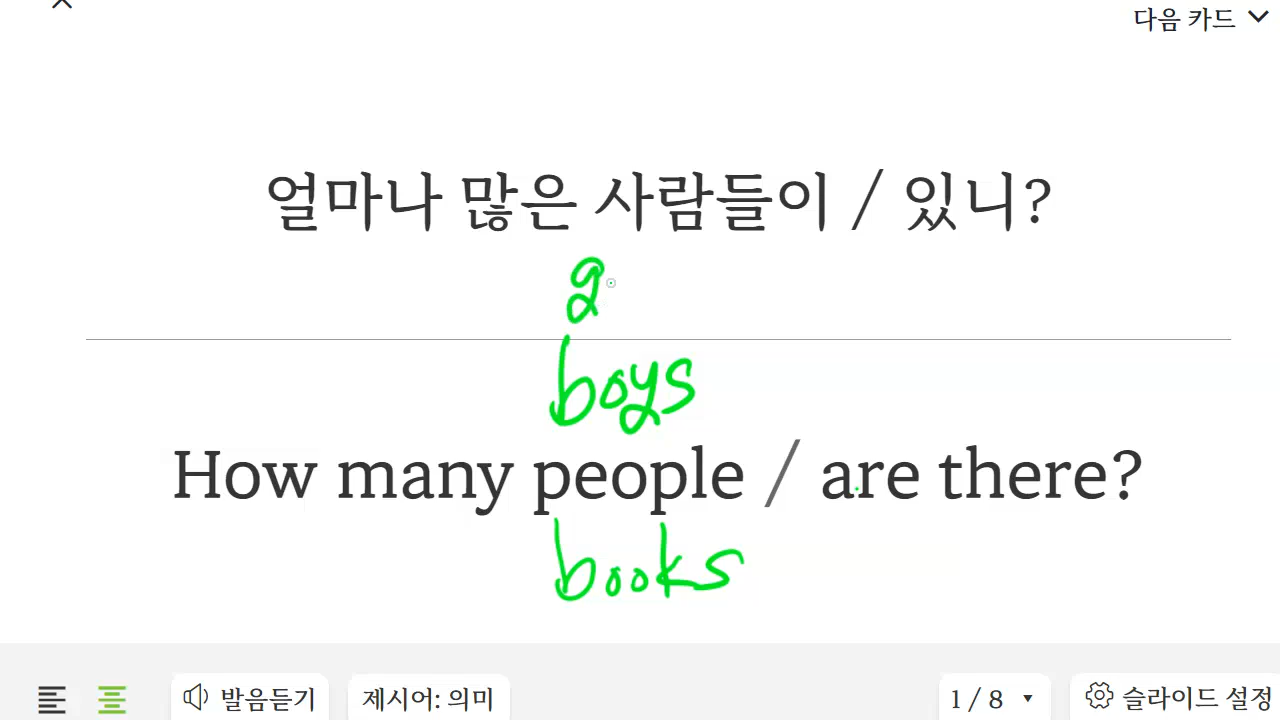 다음 카드
얼마나 많은 사람들이 / 있니?
g
boys
How many people / are there?
books
발음듣기
제시어: 의미
1 / 8
슬라이드 설정